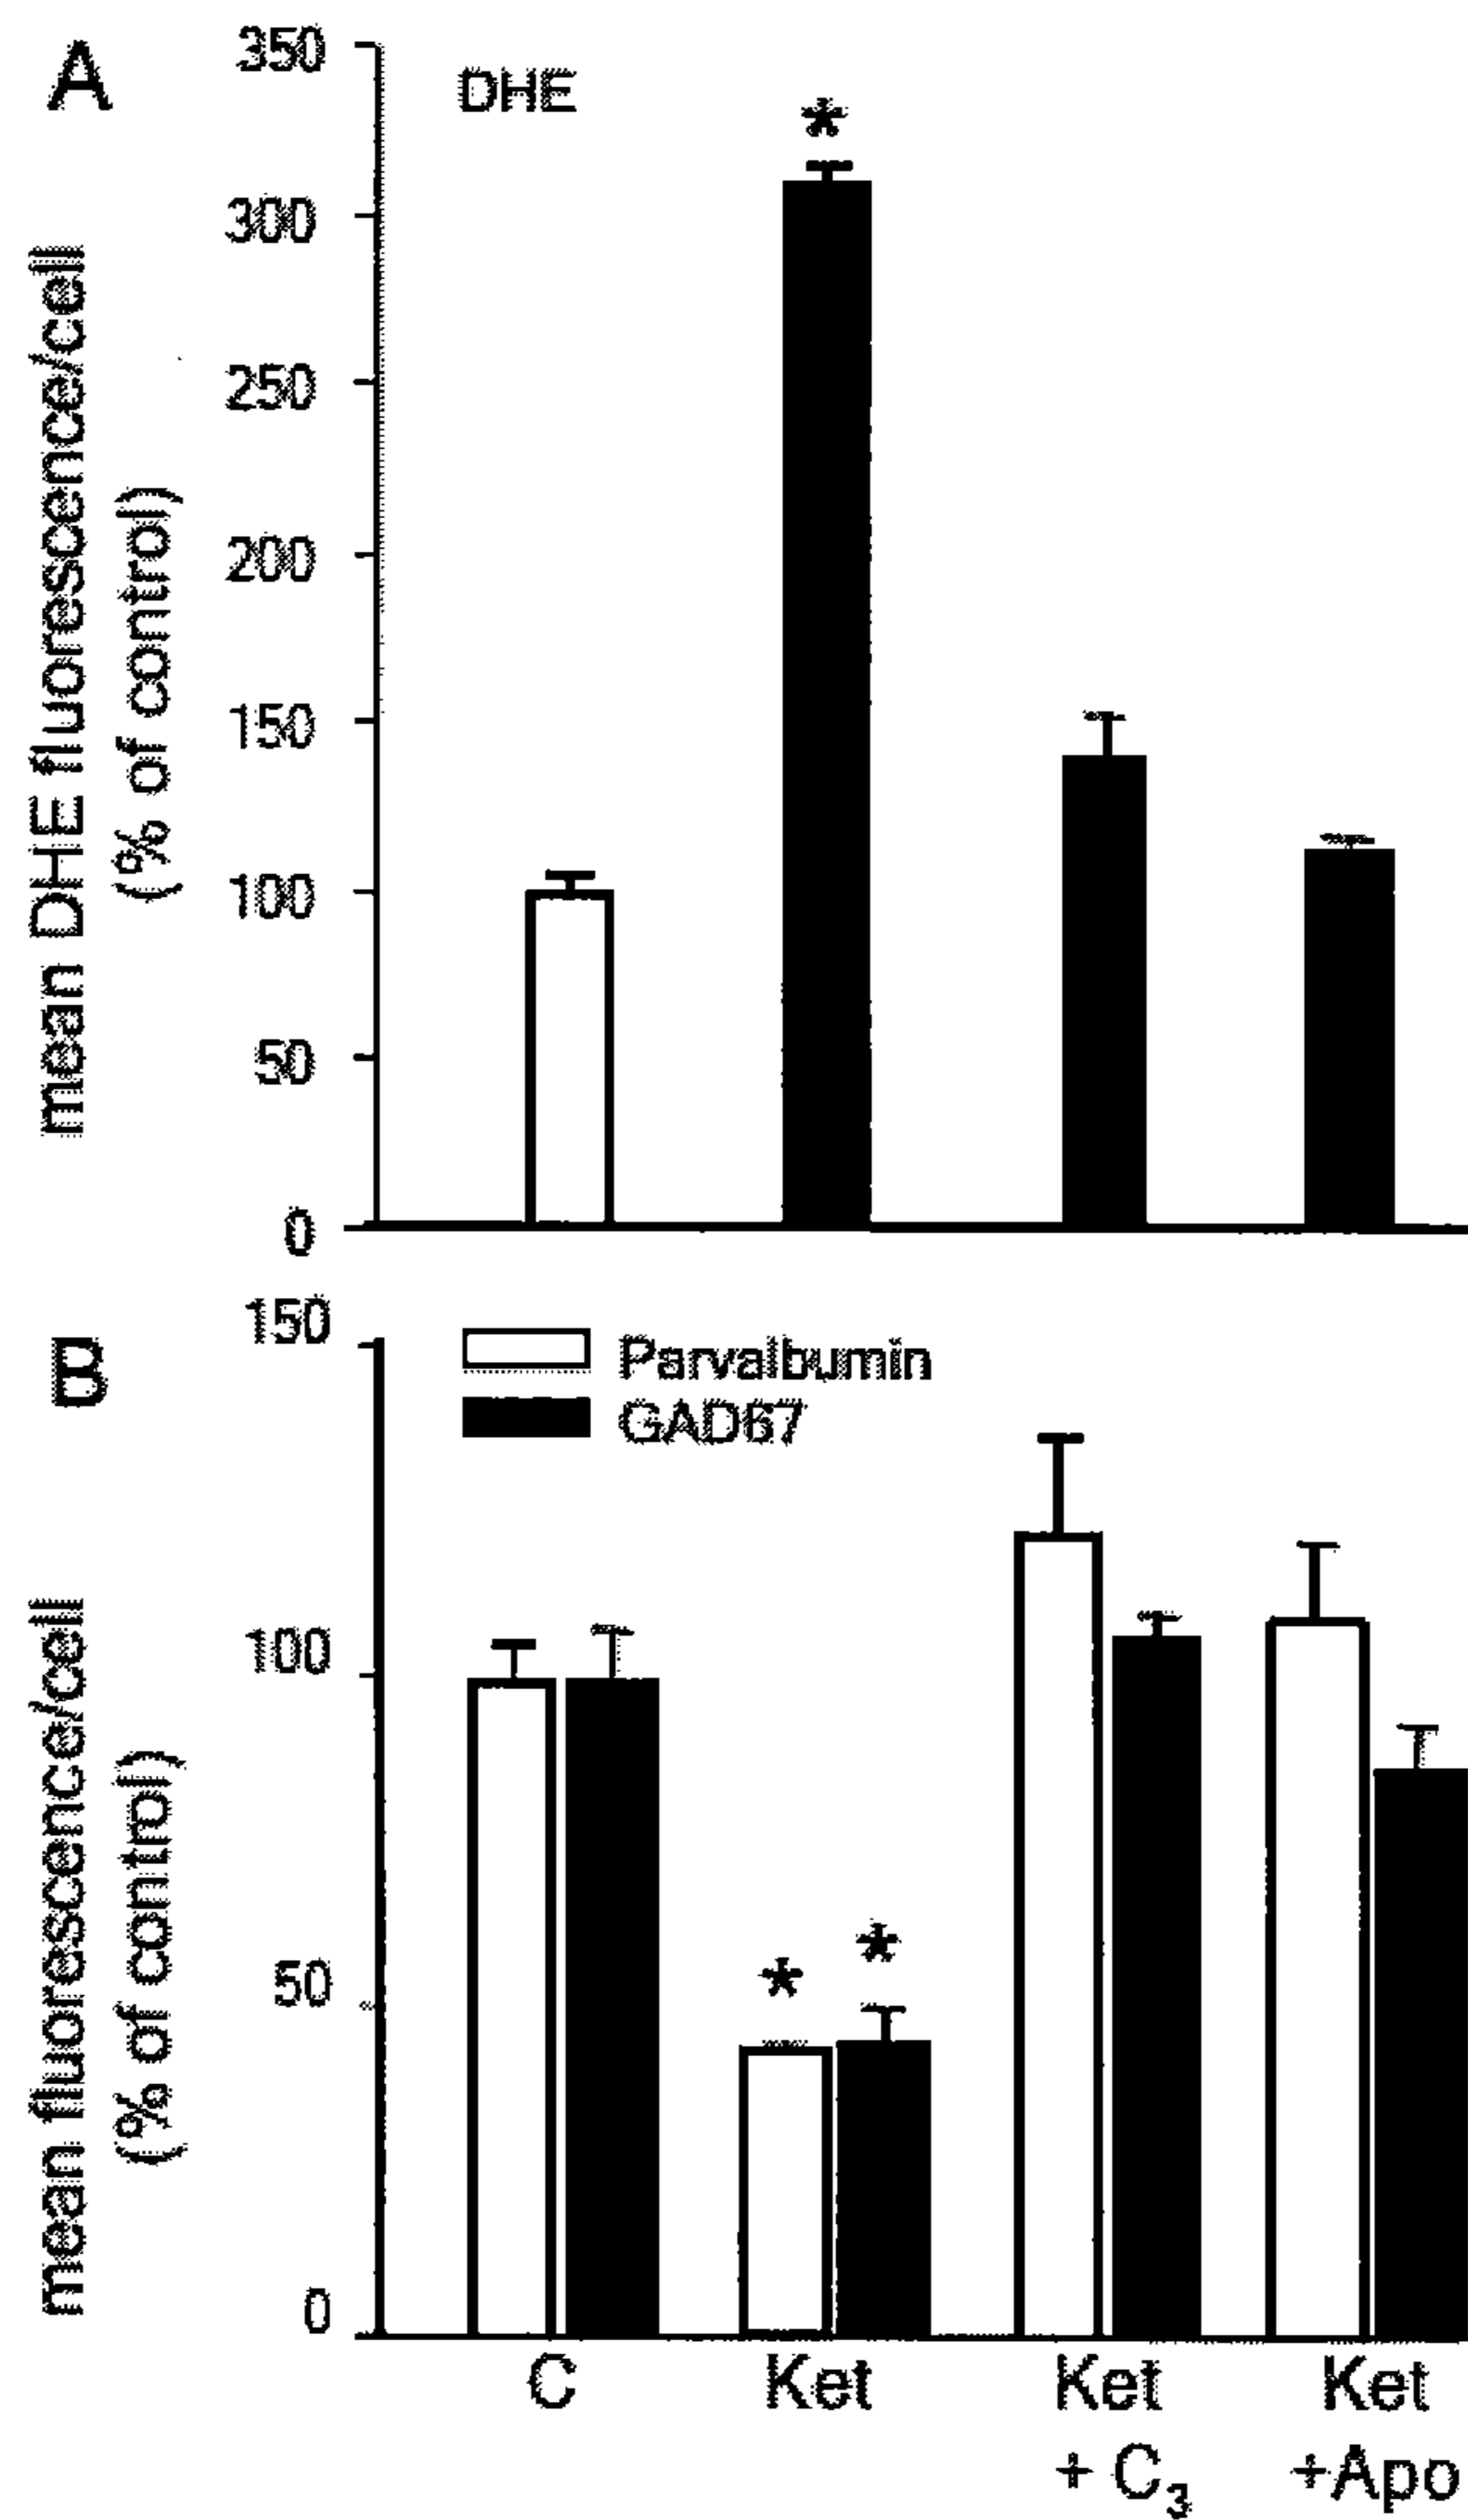 A
DHE
*
mean DHE fluorescence/cell
(% of control)
350
300
250
200
150
100
50
0
B
Parvalbumin
GAD67
* *
mean fluorescence/cell
(% of control)
150
100
50
0
C Ket Ket Ket
+ C3 +Apo